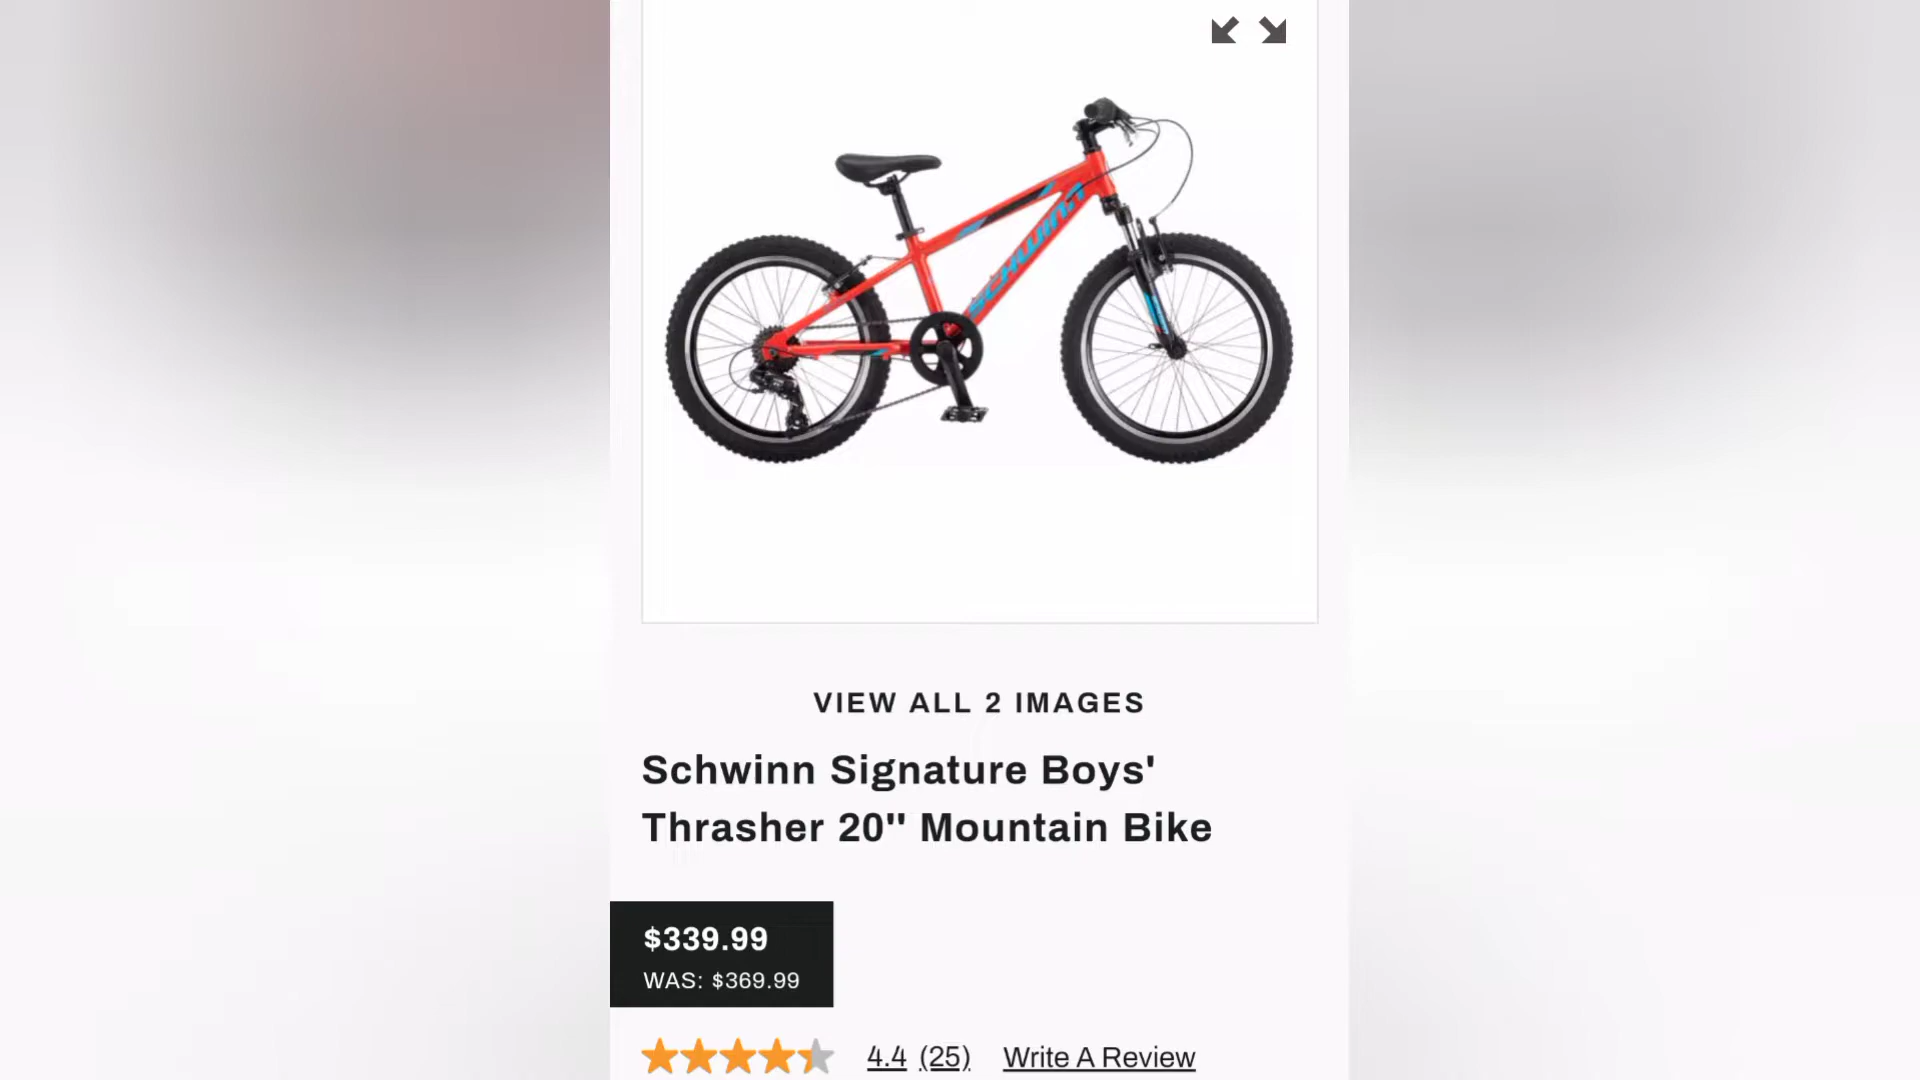 SCHWINN
VIEW ALL 2 IMAGES
Schwinn Signature Boys'
Thrasher 20" Mountain Bike
$339.99
WAS: $369.99
4.4 (25) Write A Review